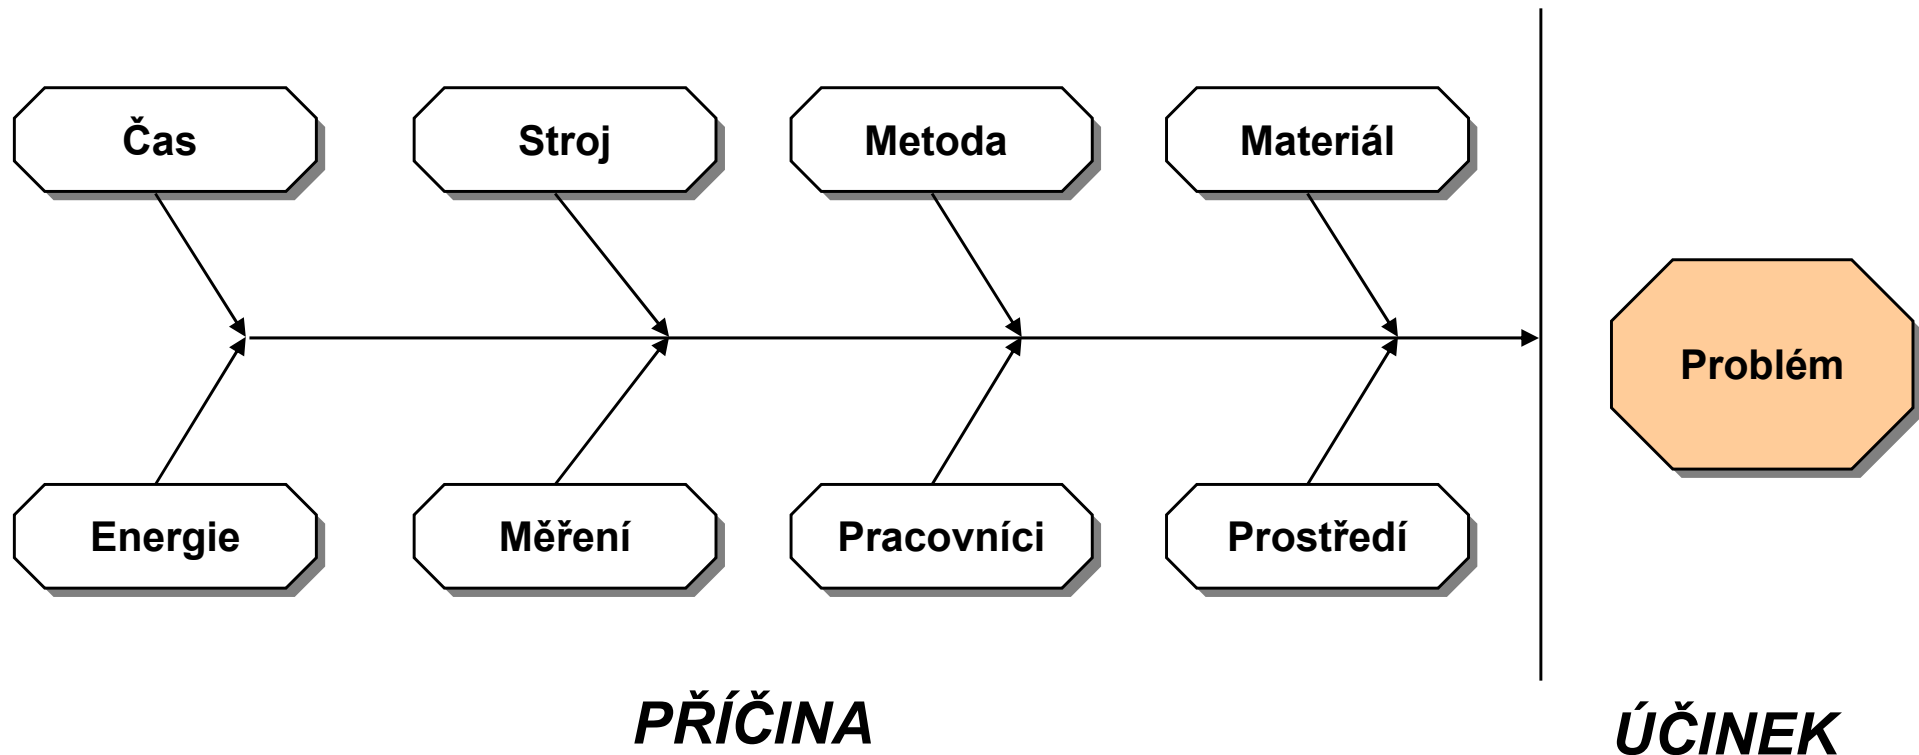 Čas
Stroj
Metoda
Materiál
Problém
Energie
Měření
Pracovníci
Prostředí
PŘÍČINA
ÚČINEK